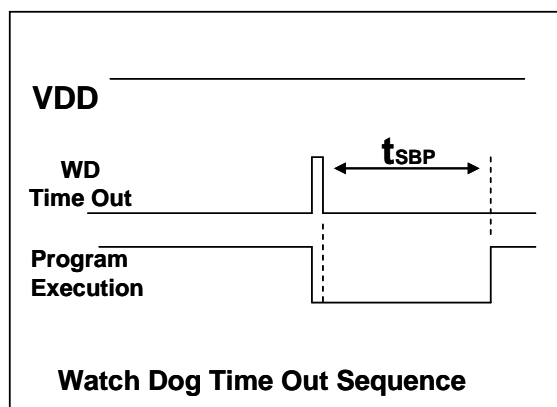 VDD
tSBP
WD
Time Out
Program
Execution
Watch Dog Time Out Sequence